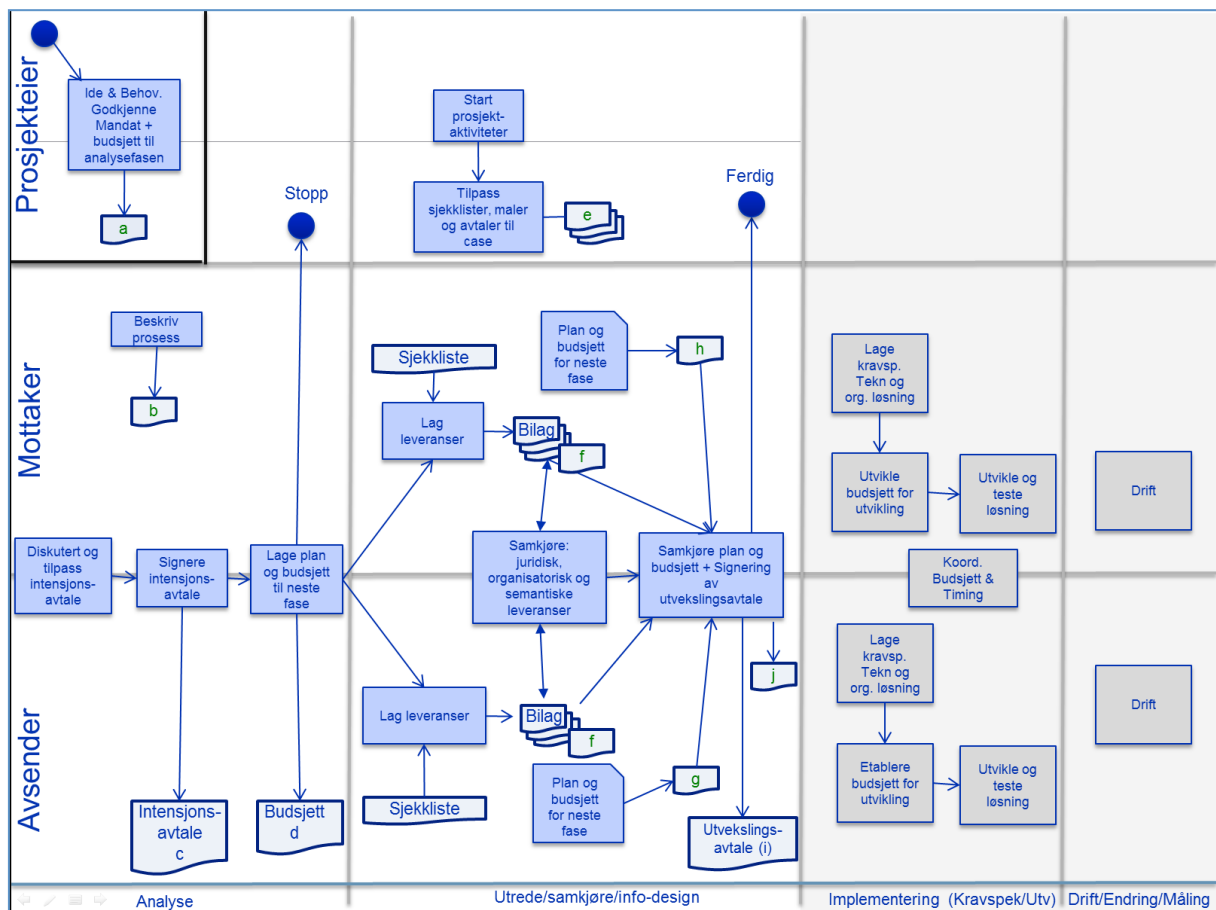 Prosjekteier
Ide & Behov.
Godkjenne
Mandat +
budsjett til
analysefasen
a
Stopp
Start
prosjekt-
aktiviteter
Tilpass
sjekklister, maler
og avtaler til
case
e
Ferdig
Mottaker
Beskriv
prosess
b
Sjekkliste
Lag
leveranser
Bilag
f
Plan og
budsjett
for neste
fase
h
Lage
kravsp.
Tekn og
org. løsning
Utvikle
budsjett for
utvikling
Utvikle og
teste
løsning
Drift
Diskutert og
tilpass
intensjons-
avtale
Signere
intensjons-
avtale
Lage plan
og budsjett
til neste
fase
Samkjøre:
juridisk,
organisatorisk og
semantiske
leveranser
Samkjøre plan og
budsjett + Signering
av
utvekslingsavtale
Koord.
Budsjett &
Timing
Avsender
Lag leveranser
Sjekkliste
Bilag
f
Plan og
budsjett
for neste
fase
g
j
Intensjons-
avtale
c
Budsjett
d
Utvekslings-
avtale (i)
Lage
kravsp.
Tekn og
org. løsning
Etablere
budsjett for
utvikling
Utvikle og
teste
løsning
Drift
Analyse
Utrede/samkjøre/info-design
Implementering (Kravspek/Utv)
Drift/Endring/Måling